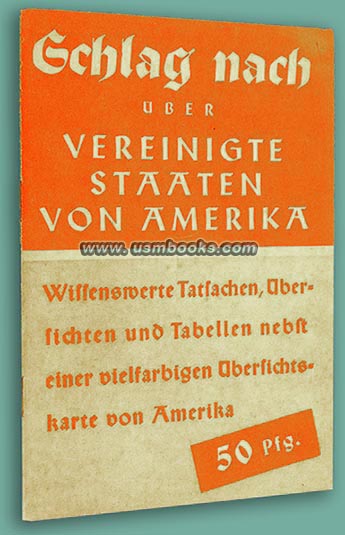 Schlag nach
ÜBER
VEREINIGTE
STAATEN
VON AMERIKA
www.usmbooks.com
Wissenswerte Tatsachen, Über-
sichten und Tabellen nebst
einer vielfarbigen Übersichts-
karte von Amerika
50 Pfg.